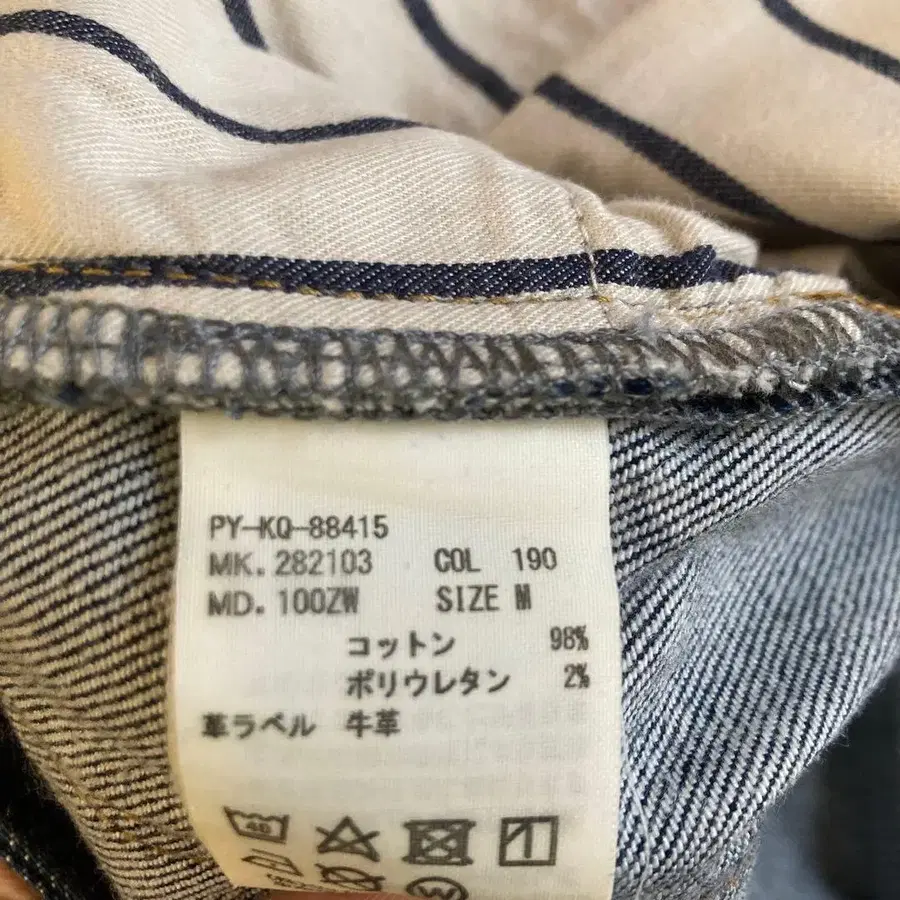 PY-KQ-88415
MK. 282103 COL 190
MD. 100ZW SIZE M
コットン 98%
ポリウレタン 2%
革ラベル 牛革
40